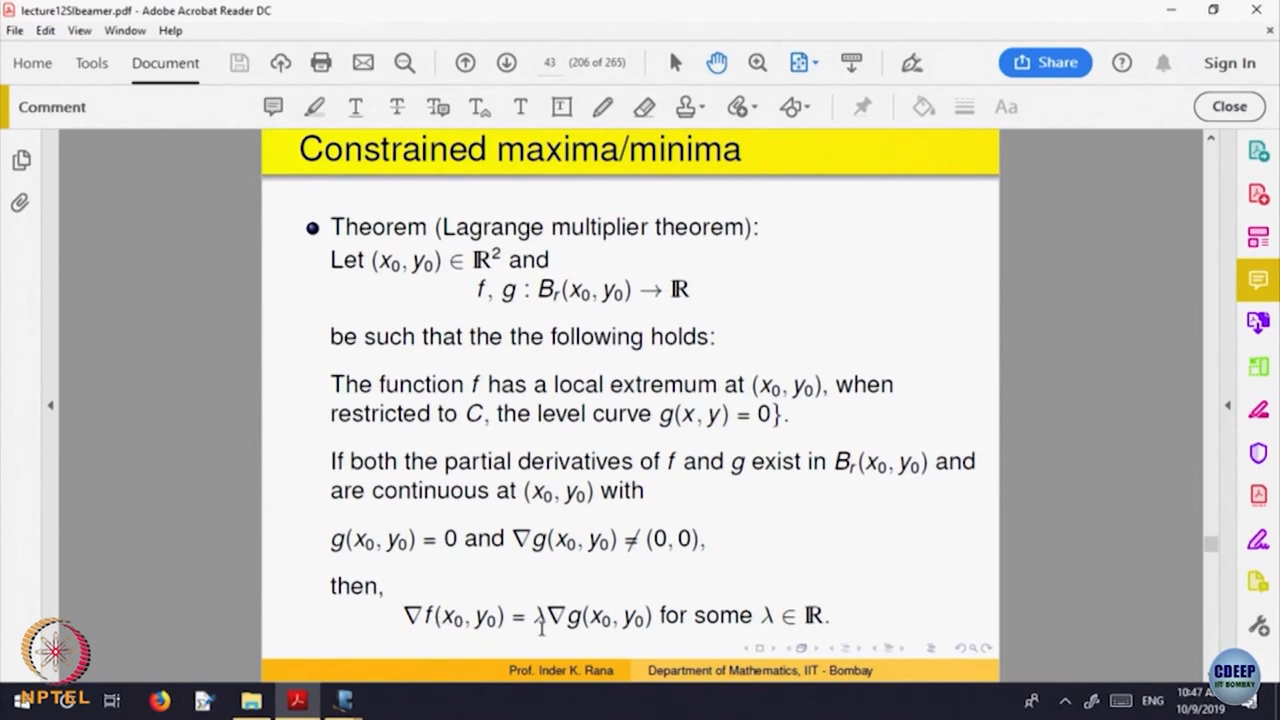 lecture12SIbeamer.pdf - Adobe Acrobat Reader DC
File Edit View Window Help
Home Tools Document 43 (206 of 265) Share Sign In
Comment Aa Close
Constrained maxima/minima
Theorem (Lagrange multiplier theorem):
Let (x₀, y₀) ∈ ℝ² and
f, g : Bᵣ(x₀, y₀) → ℝ
be such that the the following holds:
The function f has a local extremum at (x₀, y₀), when
restricted to C, the level curve g(x, y) = 0}.
If both the partial derivatives of f and g exist in Bᵣ(x₀, y₀) and
are continuous at (x₀, y₀) with
g(x₀, y₀) = 0 and ∇g(x₀, y₀) ≠ (0, 0),
then,
∇f(x₀, y₀) = λ∇g(x₀, y₀) for some λ ∈ ℝ.
Prof. Inder K. Rana Department of Mathematics, IIT - Bombay
NPTEL
CDEEP
IIT BOMBAY
ENG
10:47
10/9/2019